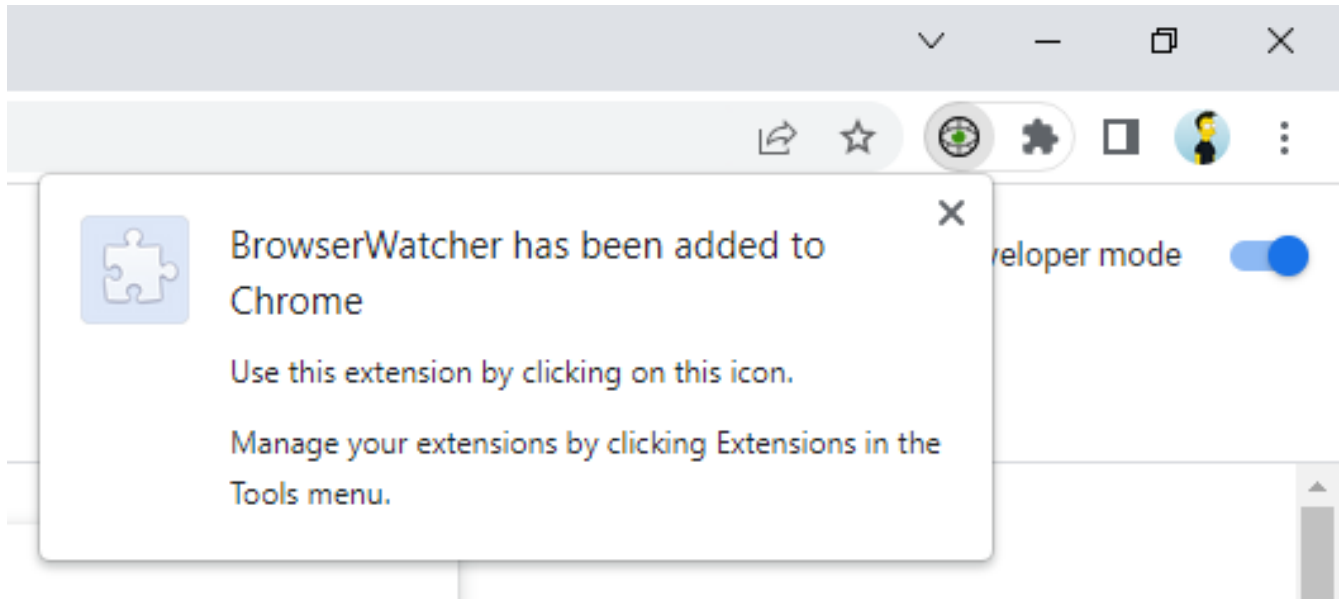 BrowserWatcher has been added to
Chrome
veloper mode
Use this extension by clicking on this icon.
Manage your extensions by clicking Extensions in the
Tools menu.